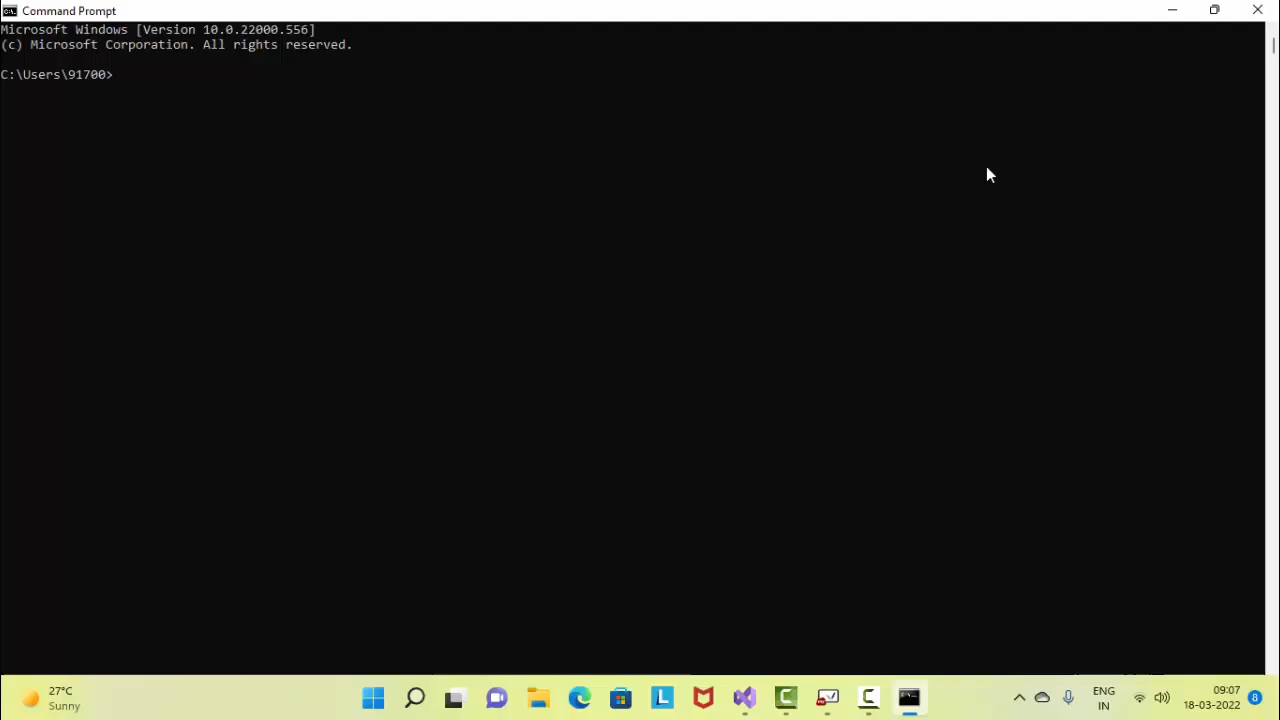 Command Prompt
Microsoft Windows [Version 10.0.22000.556]
(c) Microsoft Corporation. All rights reserved.
C:\Users\91700>
27°C
Sunny
L
C
C
ENG
IN
09:07
18-03-2022
8